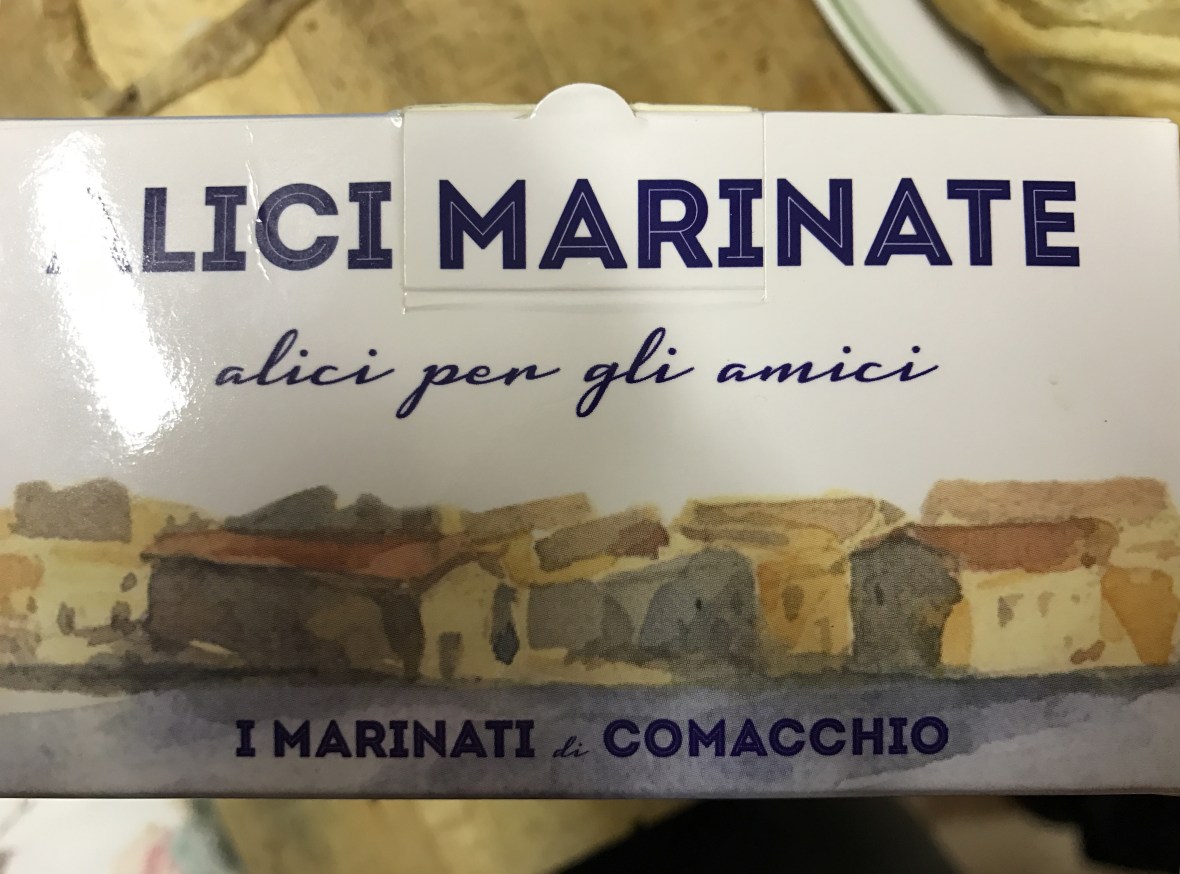 ALICI MARINATE
alici per gli amici
I MARINATI di COMACCHIO